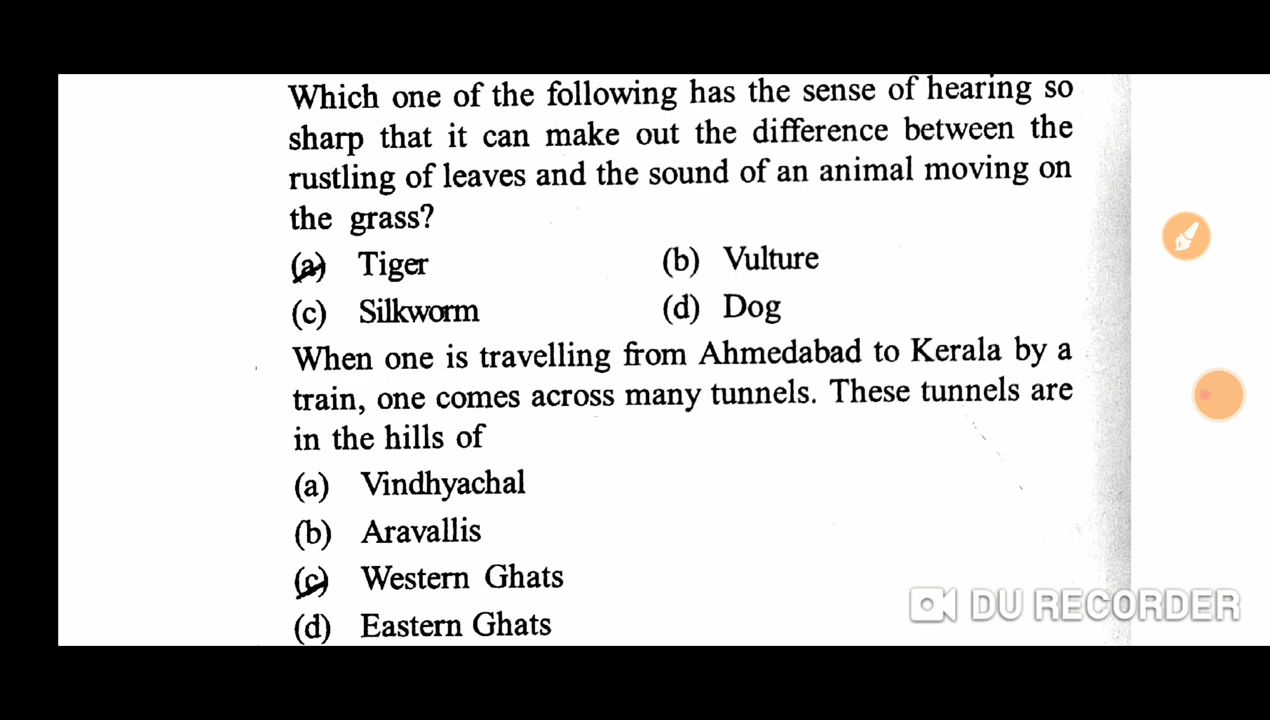 Which one of the following has the sense of hearing so
sharp that it can make out the difference between the
rustling of leaves and the sound of an animal moving on
the grass?
(a) Tiger (b) Vulture
(c) Silkworm (d) Dog
When one is travelling from Ahmedabad to Kerala by a
train, one comes across many tunnels. These tunnels are
in the hills of
(a) Vindhyachal
(b) Aravallis
(c) Western Ghats
(d) Eastern Ghats
DU RECORDER